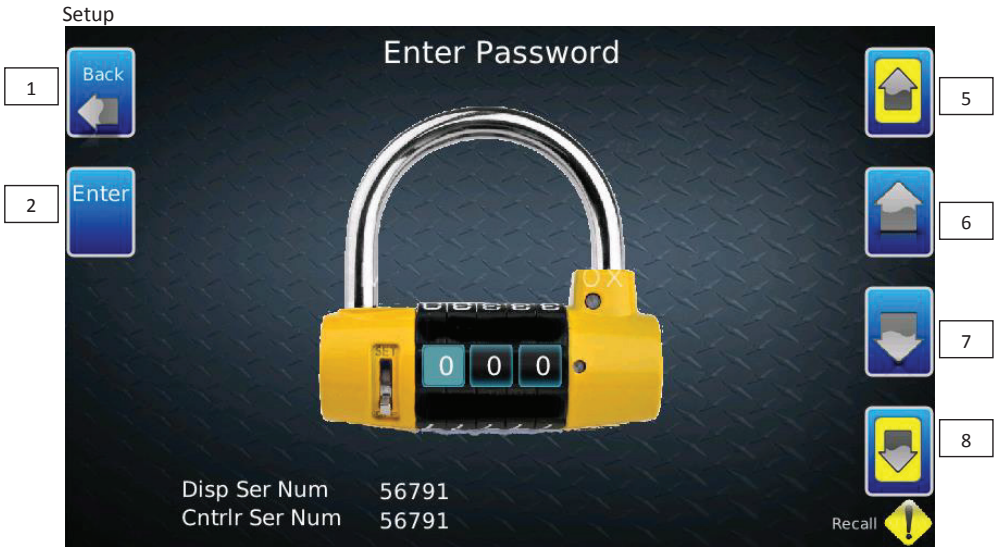 Setup
Enter Password
1
Back
5
2
Enter
6
OX
SET
0 0 0
7
8
Disp Ser Num 56791
Cntrlr Ser Num 56791
Recall